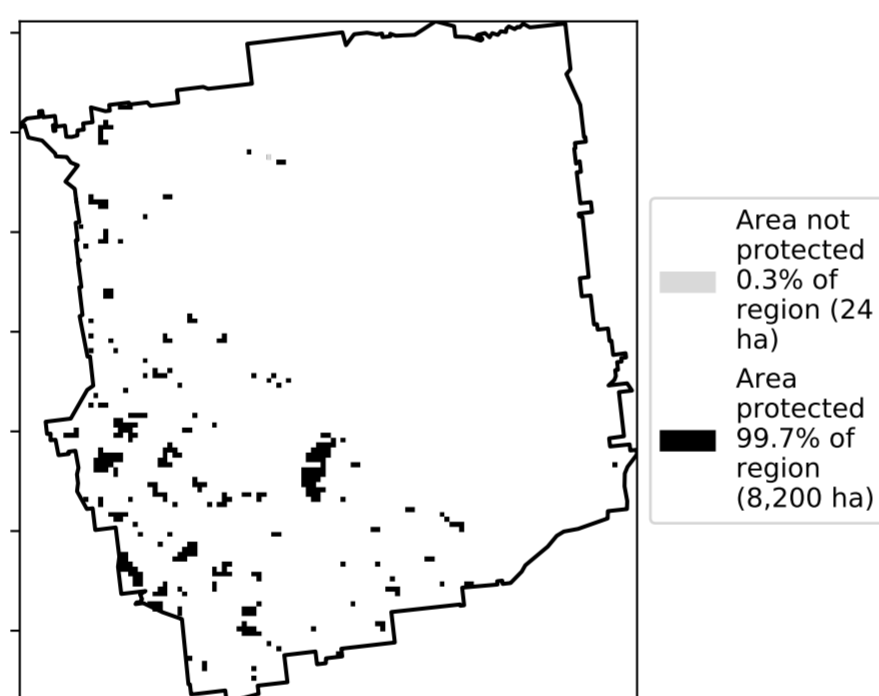 Area not
protected
0.3% of
region (24
ha)
Area
protected
99.7% of
region
(8,200 ha)